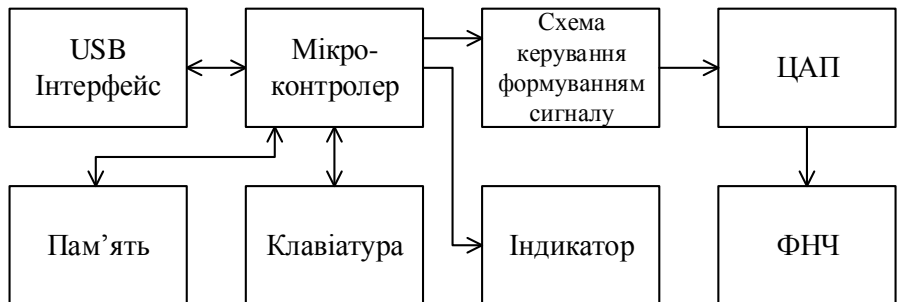 USB
Інтерфейс
Мікро-
контролер
Схема
керування
формуванням
сигналу
ЦАП
Пам’ять
Клавіатура
Індикатор
ФНЧ